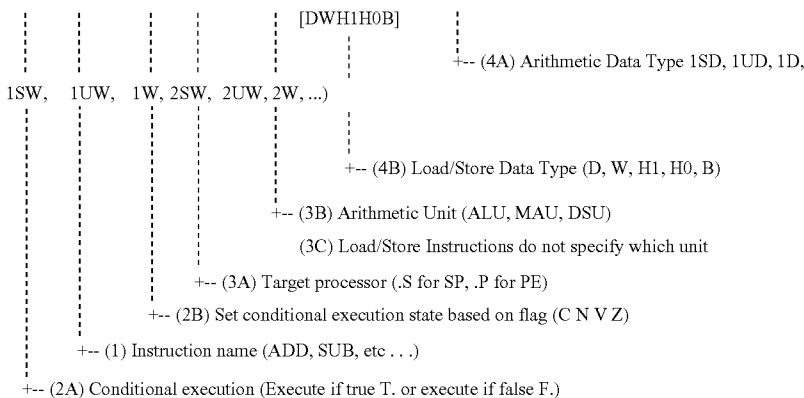 [DWH1H0B]
+-- (4A) Arithmetic Data Type 1SD, 1UD, 1D,
1SW, 1UW, 1W, 2SW, 2UW, 2W, ...)
+-- (4B) Load/Store Data Type (D, W, H1, H0, B)
+-- (3B) Arithmetic Unit (ALU, MAU, DSU)
(3C) Load/Store Instructions do not specify which unit
+-- (3A) Target processor (.S for SP, .P for PE)
+-- (2B) Set conditional execution state based on flag (C N V Z)
+-- (1) Instruction name (ADD, SUB, etc . . .)
+-- (2A) Conditional execution (Execute if true T. or execute if false F.)